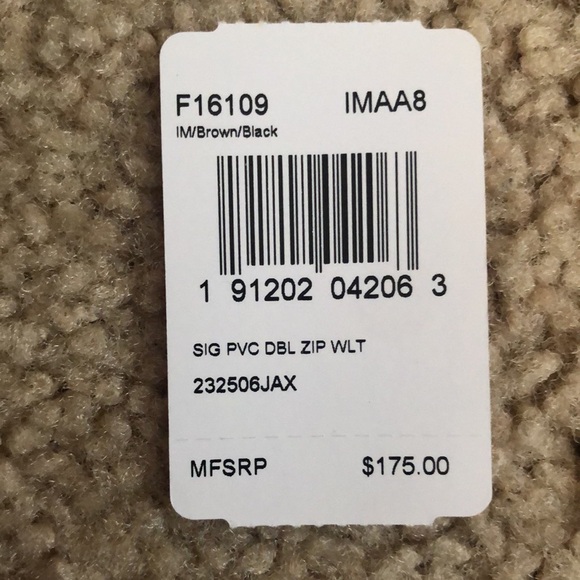 F16109 IMAA8
IM/Brown/Black
1 91202 04206 3
SIG PVC DBL ZIP WLT
232506JAX
MFSRP $175.00